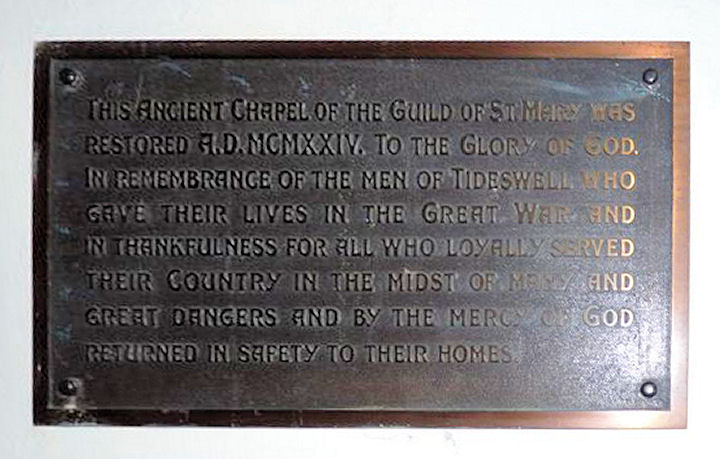 THIS ANCIENT CHAPEL OF THE GUILD OF ST MARY WAS
RESTORED A.D. MCMXXIV. TO THE GLORY OF GOD.
IN REMEMBRANCE OF THE MEN OF TIDESWELL WHO
GAVE THEIR LIVES IN THE GREAT WAR AND
IN THANKFULNESS FOR ALL WHO LOYALLY SERVED
THEIR COUNTRY IN THE MIDST OF MANY AND
GREAT DANGERS AND BY THE MERCY OF GOD
RETURNED IN SAFETY TO THEIR HOMES.